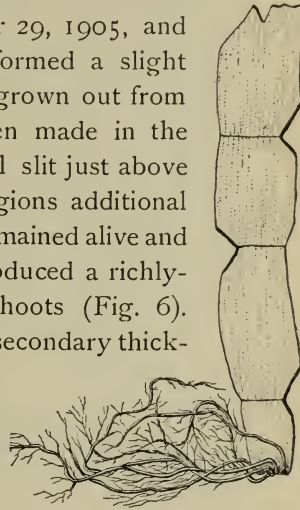 29, 1905, and
formed a slight
grown out from
en made in the
l slit just above
gions additional
mained alive and
oduced a richly-
hoots (Fig. 6).
secondary thick-